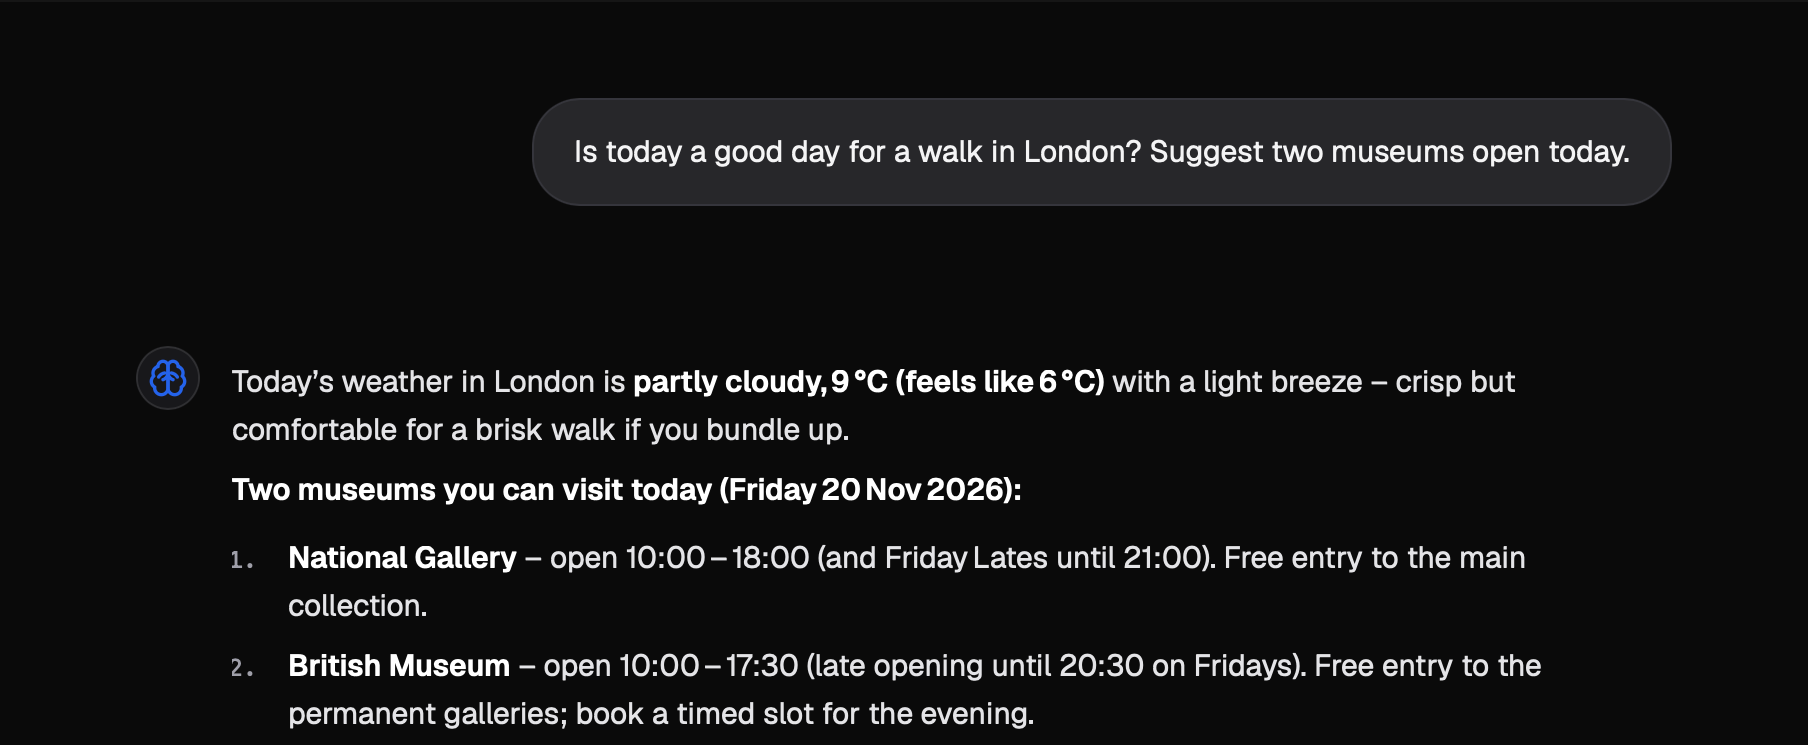 Is today a good day for a walk in London? Suggest two museums open today.
Today’s weather in London is partly cloudy, 9 °C (feels like 6 °C) with a light breeze – crisp but
comfortable for a brisk walk if you bundle up.
Two museums you can visit today (Friday 20 Nov 2026):
1. National Gallery – open 10:00 – 18:00 (and Friday Lates until 21:00). Free entry to the main
collection.
2. British Museum – open 10:00 – 17:30 (late opening until 20:30 on Fridays). Free entry to the
permanent galleries; book a timed slot for the evening.